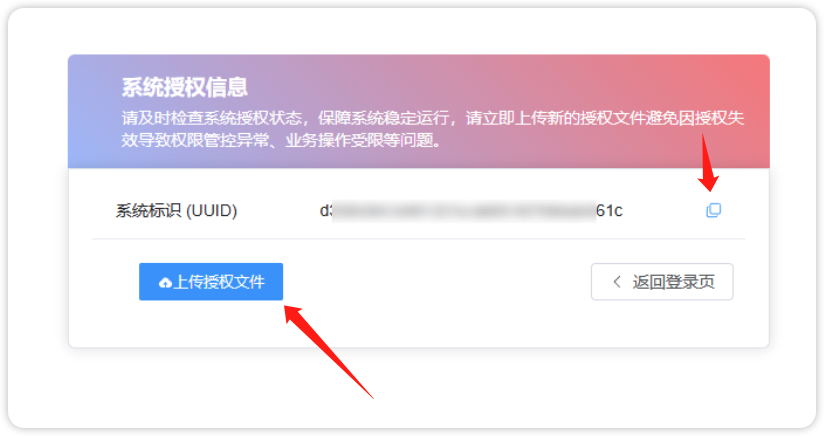 系统授权信息
请及时检查系统授权状态，保障系统稳定运行，请立即上传新的授权文件避免因授权失
效导致权限管控异常、业务操作受限等问题。
系统标识 (UUID) d3 61c
上传授权文件 返回登录页